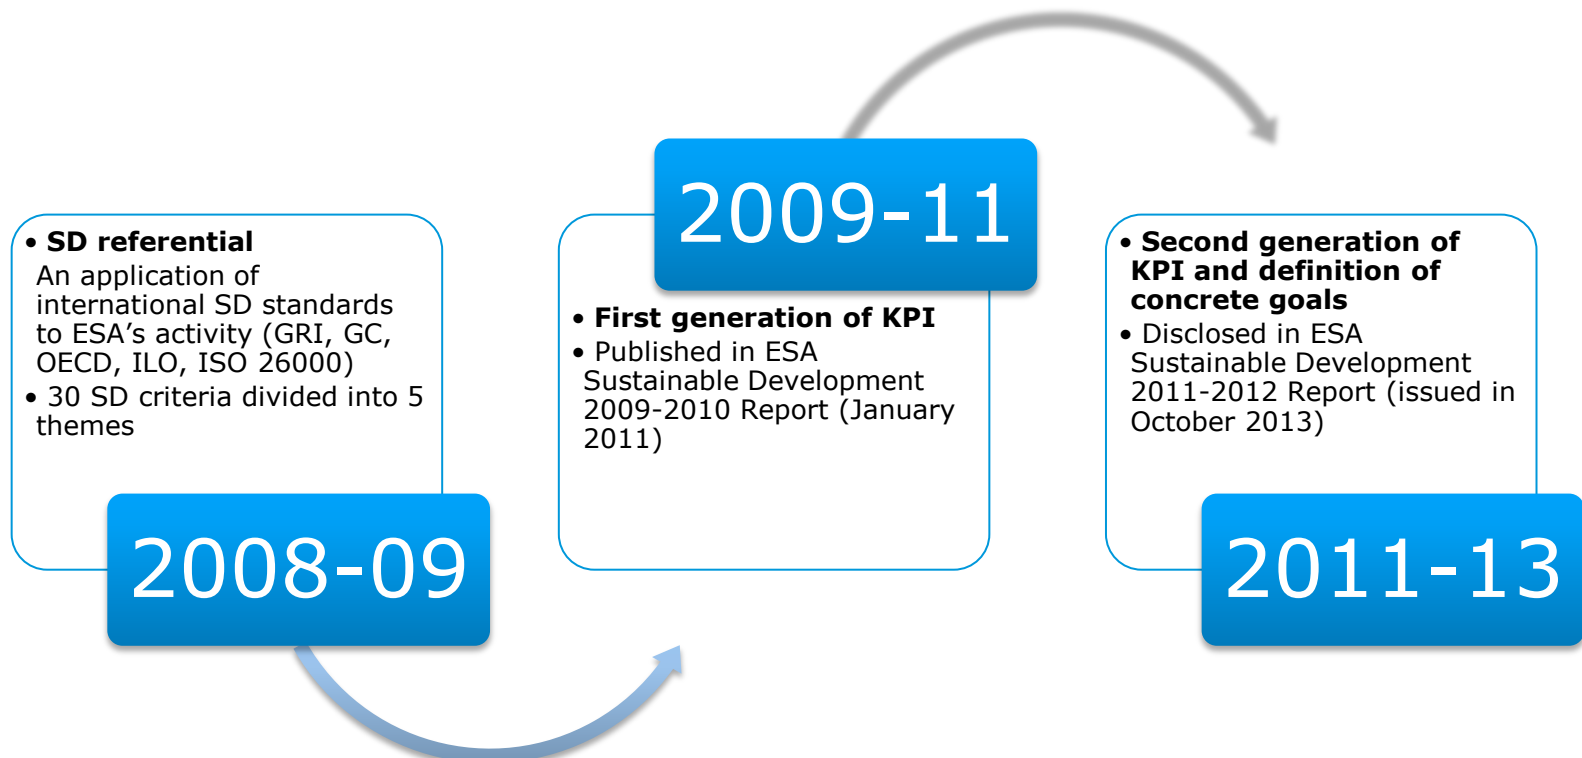 • SD referential
An application of
international SD standards
to ESA’s activity (GRI, GC,
OECD, ILO, ISO 26000)
• 30 SD criteria divided into 5
themes
2008-09
2009-11
• First generation of KPI
• Published in ESA
Sustainable Development
2009-2010 Report (January
2011)
• Second generation of
KPI and definition of
concrete goals
• Disclosed in ESA
Sustainable Development
2011-2012 Report (issued in
October 2013)
2011-13